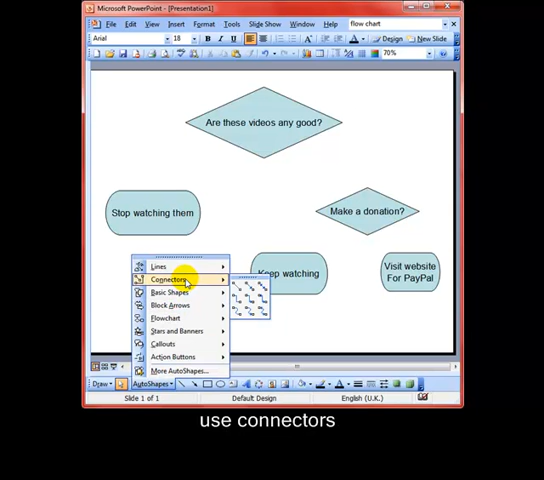 Microsoft PowerPoint - [Presentation1]
File Edit View Insert Format Tools Slide Show Window flow chart
Arial 18 B I U Design New Slide
70%
Are these videos any good?
Stop watching them
Make a donation?
Keep watching
Visit website
For PayPal
Lines
Connectors
Basic Shapes
Block Arrows
Flowchart
Stars and Banners
Callouts
Action Buttons
More AutoShapes...
Draw AutoShapes
Slide 1 of 1 Default Design English (U.K.)
use connectors